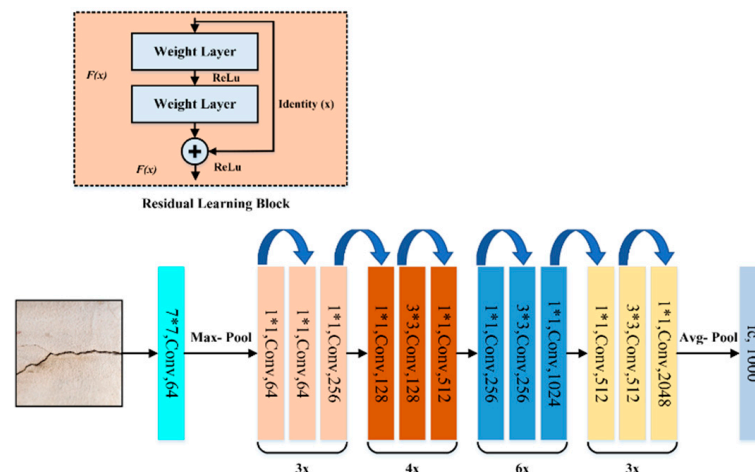 Weight Layer
F(x)
ReLu
Weight Layer
Identity (x)
+
F(x)
ReLu
Residual Learning Block
7*7,Conv,64
Max- Pool
1*1,Conv,64
1*1,Conv,64
1*1,Conv,256
1*1,Conv,128
3*3,Conv,128
1*1,Conv,512
1*1,Conv,256
3*3,Conv,256
1*1,Conv,1024
1*1,Conv,512
3*3,Conv,512
1*1,Conv,2048
Avg- Pool
3x
4x
6x
3x